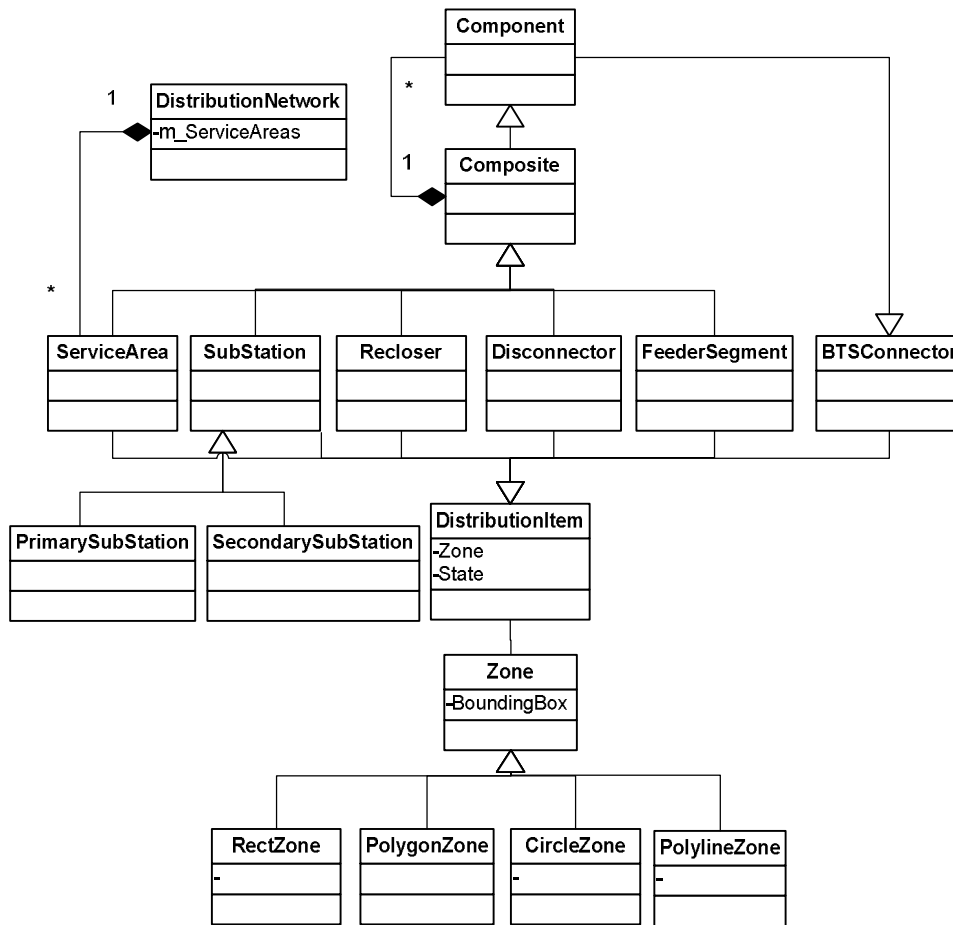 Component
*
1
DistributionNetwork
-m_ServiceAreas
1
Composite
*
ServiceArea
SubStation
Recloser
Disconnector
FeederSegment
BTSConnector
DistributionItem
-Zone
-State
PrimarySubStation
SecondarySubStation
Zone
-BoundingBox
RectZone
-
PolygonZone
CircleZone
-
PolylineZone
-